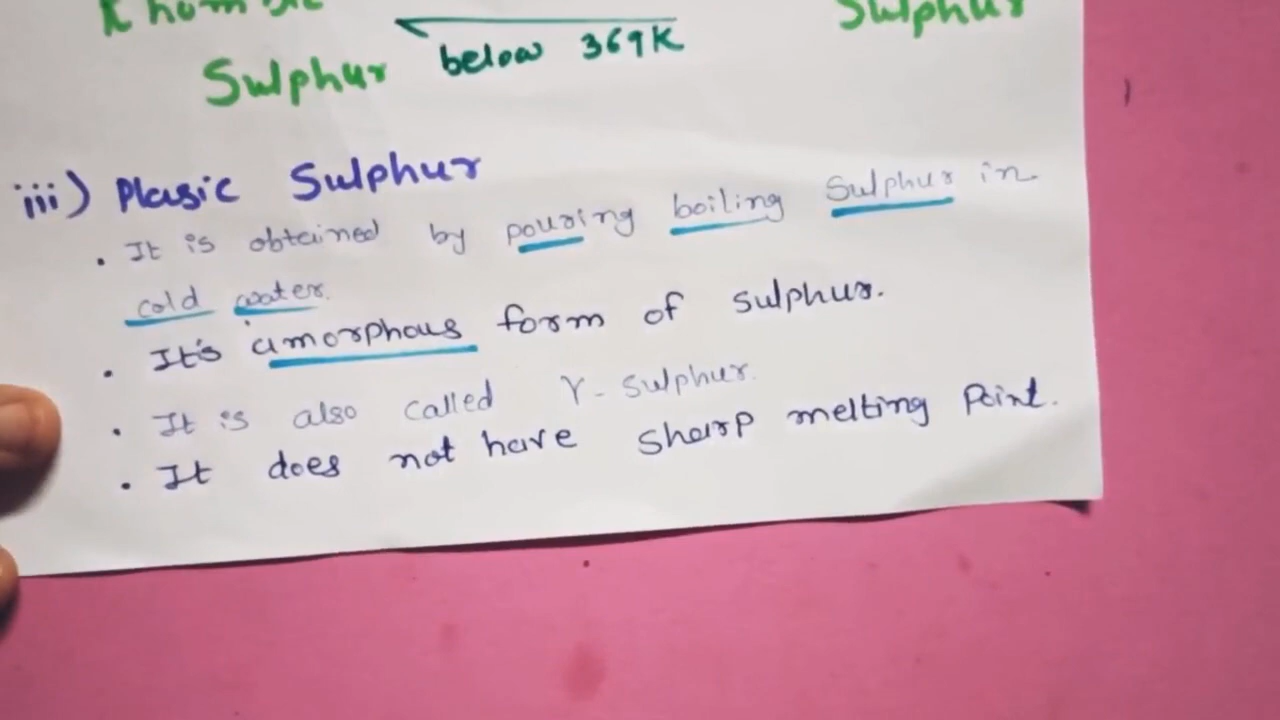 Rhombic
Sulphur
below 369K
Sulphur
iii) Plasic Sulphur
. It is obtained by pouring boiling Sulphur in
cold water.
. It's amorphous form of sulphur.
. It is also called γ-sulphur.
. It does not have sharp melting Point.